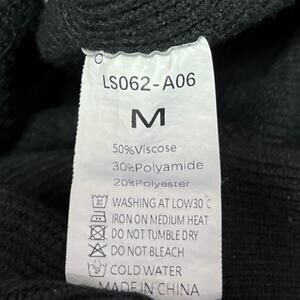 LS062-A06
M
50%Viscose
30%Polyamide
20%Polyester
30 WASHING AT LOW30 C
IRON ON MEDIUM HEAT
DO NOT TUMBLE DRY
DO NOT BLEACH
COLD WATER
MADE IN CHINA